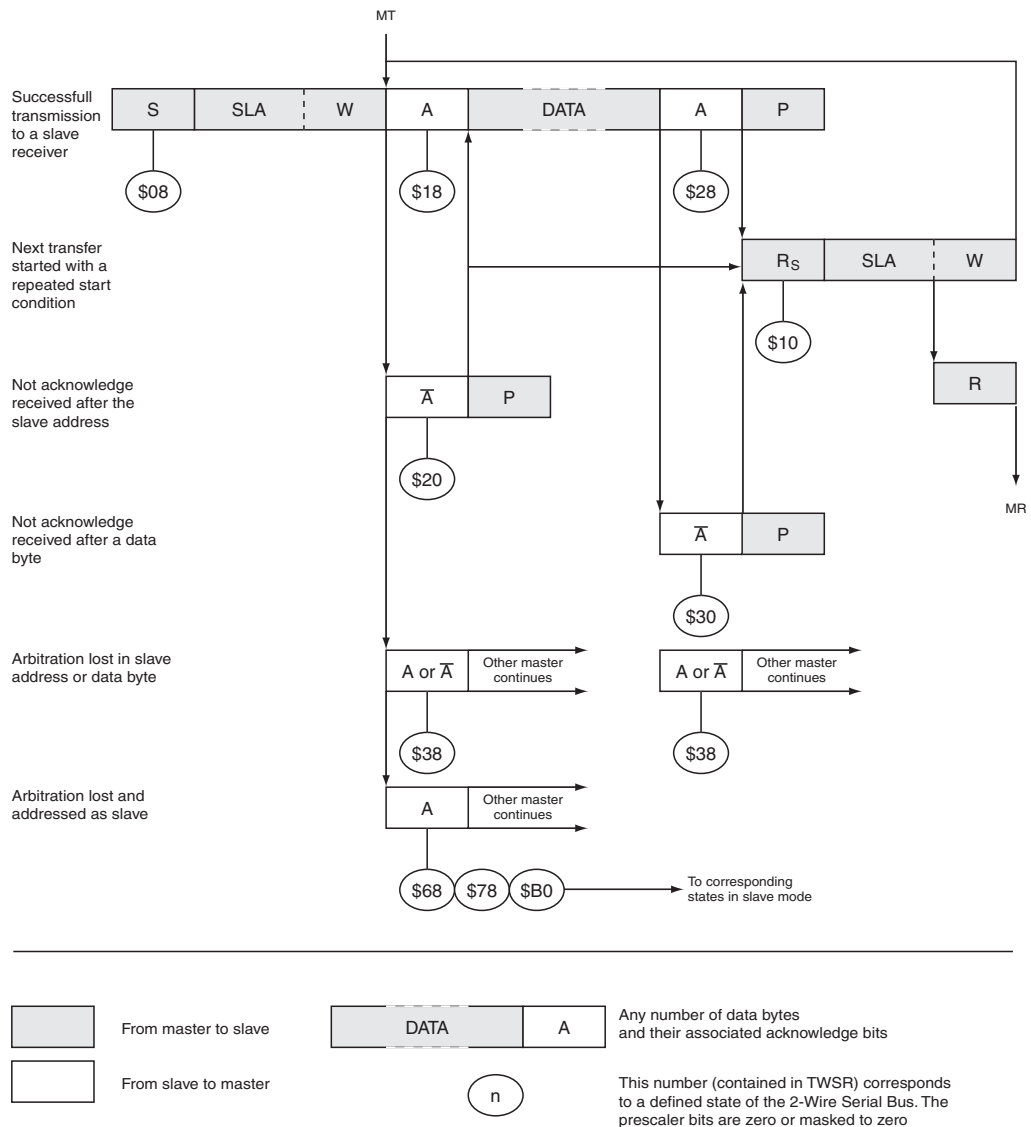 MT
Successfull
transmission
to a slave
receiver
S SLA W A DATA A P
$08 $18 $28
Next transfer
started with a
repeated start
condition
RS SLA W
$10
Not acknowledge
received after the
slave address
A̅ P
R
$20
MR
Not acknowledge
received after a data
byte
A̅ P
$30
Arbitration lost in slave
address or data byte
A or A̅ Other master
continues
A or A̅ Other master
continues
$38 $38
Arbitration lost and
addressed as slave
A Other master
continues
$68 $78 $B0
To corresponding
states in slave mode
From master to slave
DATA A
Any number of data bytes
and their associated acknowledge bits
From slave to master
n
This number (contained in TWSR) corresponds
to a defined state of the 2-Wire Serial Bus. The
prescaler bits are zero or masked to zero